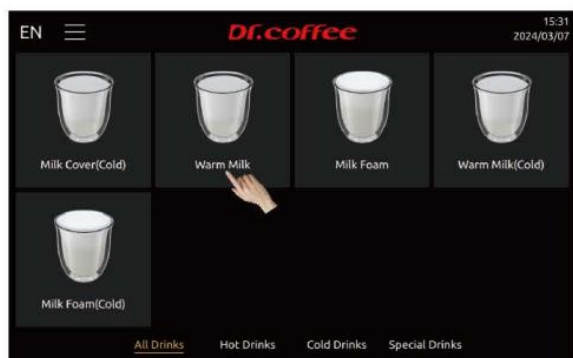 EN
Dr.coffee
15:31
2024/03/07
Milk Cover(Cold)
Warm Milk
Milk Foam
Warm Milk(Cold)
Milk Foam(Cold)
All Drinks
Hot Drinks
Cold Drinks
Special Drinks